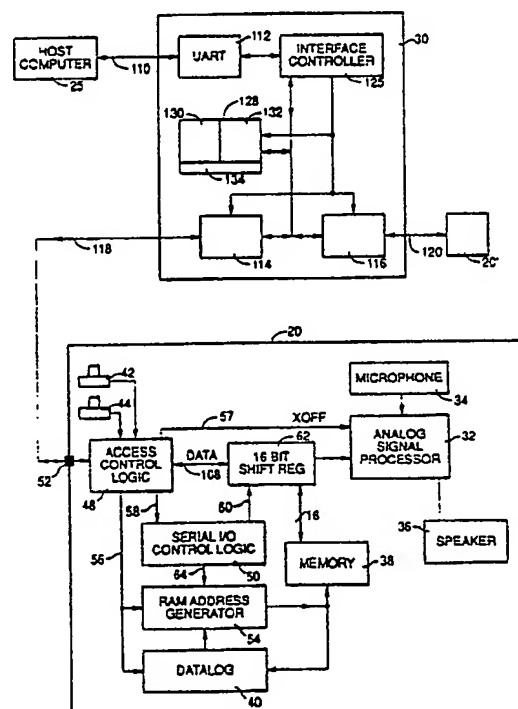 HOST
COMPUTER
25
110
UART
112
INTERFACE
CONTROLLER
125
30
130
128
132
134
118
114
116
120
20'
20
42
44
MICROPHONE
34
57
XOFF
62
ACCESS
CONTROL
LOGIC
48
52
DATA
108
16 BIT
SHIFT REG
ANALOG
SIGNAL
PROCESSOR
32
58
60
16
56
SERIAL I/O
CONTROL LOGIC
50
64
MEMORY
38
36
SPEAKER
RAM ADDRESS
GENERATOR
54
DATALOG
40